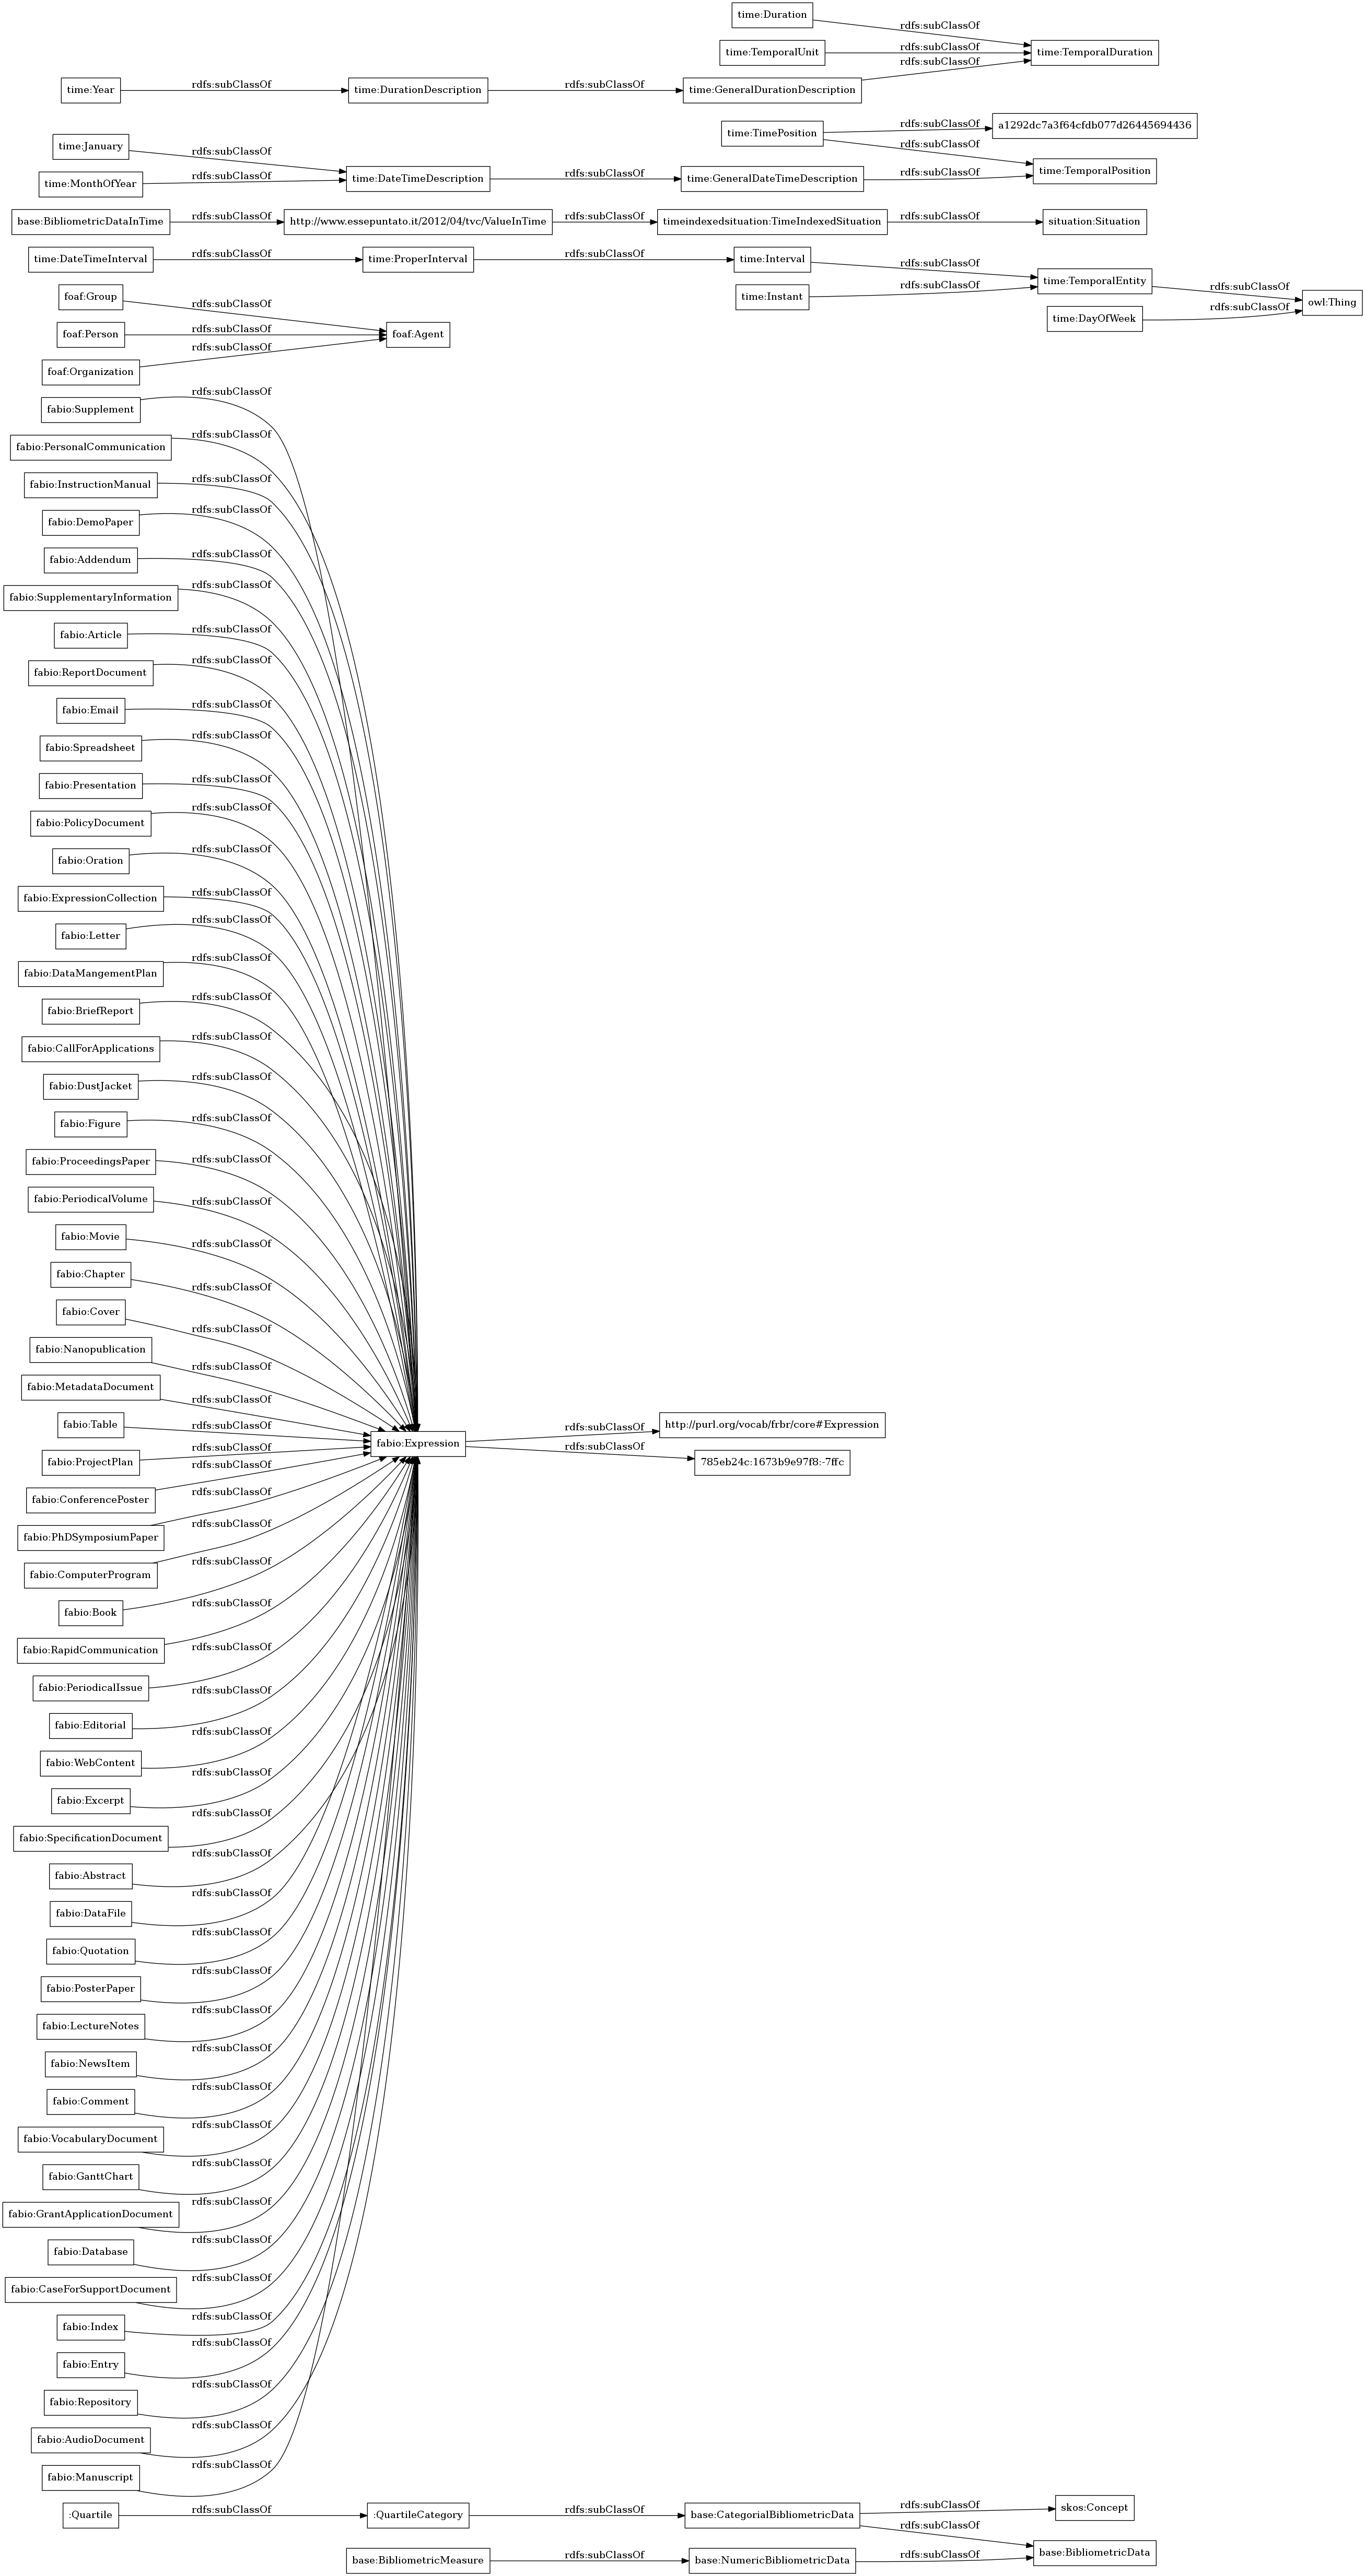 time:Duration
rdfs:subClassOf
time:TemporalUnit
rdfs:subClassOf
time:TemporalDuration
rdfs:subClassOf
time:Year
rdfs:subClassOf
time:DurationDescription
rdfs:subClassOf
time:GeneralDurationDescription
time:TimePosition
rdfs:subClassOf
a1292dc7a3f64cfdb077d26445694436
rdfs:subClassOf
time:January
rdfs:subClassOf
time:MonthOfYear
rdfs:subClassOf
time:DateTimeDescription
rdfs:subClassOf
time:GeneralDateTimeDescription
rdfs:subClassOf
time:TemporalPosition
base:BibliometricDataInTime
rdfs:subClassOf
http://www.essepuntato.it/2012/04/tvc/ValueInTime
rdfs:subClassOf
timeindexedsituation:TimeIndexedSituation
rdfs:subClassOf
situation:Situation
time:DateTimeInterval
rdfs:subClassOf
time:ProperInterval
rdfs:subClassOf
time:Interval
rdfs:subClassOf
time:Instant
rdfs:subClassOf
time:TemporalEntity
rdfs:subClassOf
time:DayOfWeek
rdfs:subClassOf
owl:Thing
foaf:Group
rdfs:subClassOf
foaf:Person
rdfs:subClassOf
foaf:Agent
foaf:Organization
rdfs:subClassOf
fabio:Supplement
rdfs:subClassOf
fabio:PersonalCommunication
rdfs:subClassOf
fabio:InstructionManual
rdfs:subClassOf
fabio:DemoPaper
rdfs:subClassOf
fabio:Addendum
rdfs:subClassOf
fabio:SupplementaryInformation
rdfs:subClassOf
fabio:Article
rdfs:subClassOf
fabio:ReportDocument
rdfs:subClassOf
fabio:Email
rdfs:subClassOf
fabio:Spreadsheet
rdfs:subClassOf
fabio:Presentation
rdfs:subClassOf
fabio:PolicyDocument
rdfs:subClassOf
fabio:Oration
rdfs:subClassOf
fabio:ExpressionCollection
rdfs:subClassOf
fabio:Letter
rdfs:subClassOf
fabio:DataMangementPlan
rdfs:subClassOf
fabio:BriefReport
rdfs:subClassOf
fabio:CallForApplications
rdfs:subClassOf
fabio:DustJacket
rdfs:subClassOf
fabio:Figure
rdfs:subClassOf
fabio:ProceedingsPaper
rdfs:subClassOf
fabio:PeriodicalVolume
rdfs:subClassOf
fabio:Movie
rdfs:subClassOf
fabio:Chapter
rdfs:subClassOf
fabio:Cover
rdfs:subClassOf
fabio:Nanopublication
rdfs:subClassOf
fabio:MetadataDocument
rdfs:subClassOf
fabio:Table
rdfs:subClassOf
fabio:Expression
rdfs:subClassOf
http://purl.org/vocab/frbr/core#Expression
rdfs:subClassOf
785eb24c:1673b9e97f8:-7ffc
fabio:ProjectPlan
rdfs:subClassOf
fabio:ConferencePoster
rdfs:subClassOf
fabio:PhDSymposiumPaper
rdfs:subClassOf
fabio:ComputerProgram
rdfs:subClassOf
fabio:Book
rdfs:subClassOf
fabio:RapidCommunication
rdfs:subClassOf
fabio:PeriodicalIssue
rdfs:subClassOf
fabio:Editorial
rdfs:subClassOf
fabio:WebContent
rdfs:subClassOf
fabio:Excerpt
rdfs:subClassOf
fabio:SpecificationDocument
rdfs:subClassOf
fabio:Abstract
rdfs:subClassOf
fabio:DataFile
rdfs:subClassOf
fabio:Quotation
rdfs:subClassOf
fabio:PosterPaper
rdfs:subClassOf
fabio:LectureNotes
rdfs:subClassOf
fabio:NewsItem
rdfs:subClassOf
fabio:Comment
rdfs:subClassOf
fabio:VocabularyDocument
rdfs:subClassOf
fabio:GanttChart
rdfs:subClassOf
fabio:GrantApplicationDocument
rdfs:subClassOf
fabio:Database
rdfs:subClassOf
fabio:CaseForSupportDocument
rdfs:subClassOf
fabio:Index
rdfs:subClassOf
fabio:Entry
rdfs:subClassOf
fabio:Repository
rdfs:subClassOf
fabio:AudioDocument
rdfs:subClassOf
fabio:Manuscript
rdfs:subClassOf
:Quartile
rdfs:subClassOf
:QuartileCategory
rdfs:subClassOf
base:CategorialBibliometricData
rdfs:subClassOf
skos:Concept
rdfs:subClassOf
base:BibliometricMeasure
rdfs:subClassOf
base:NumericBibliometricData
rdfs:subClassOf
base:BibliometricData